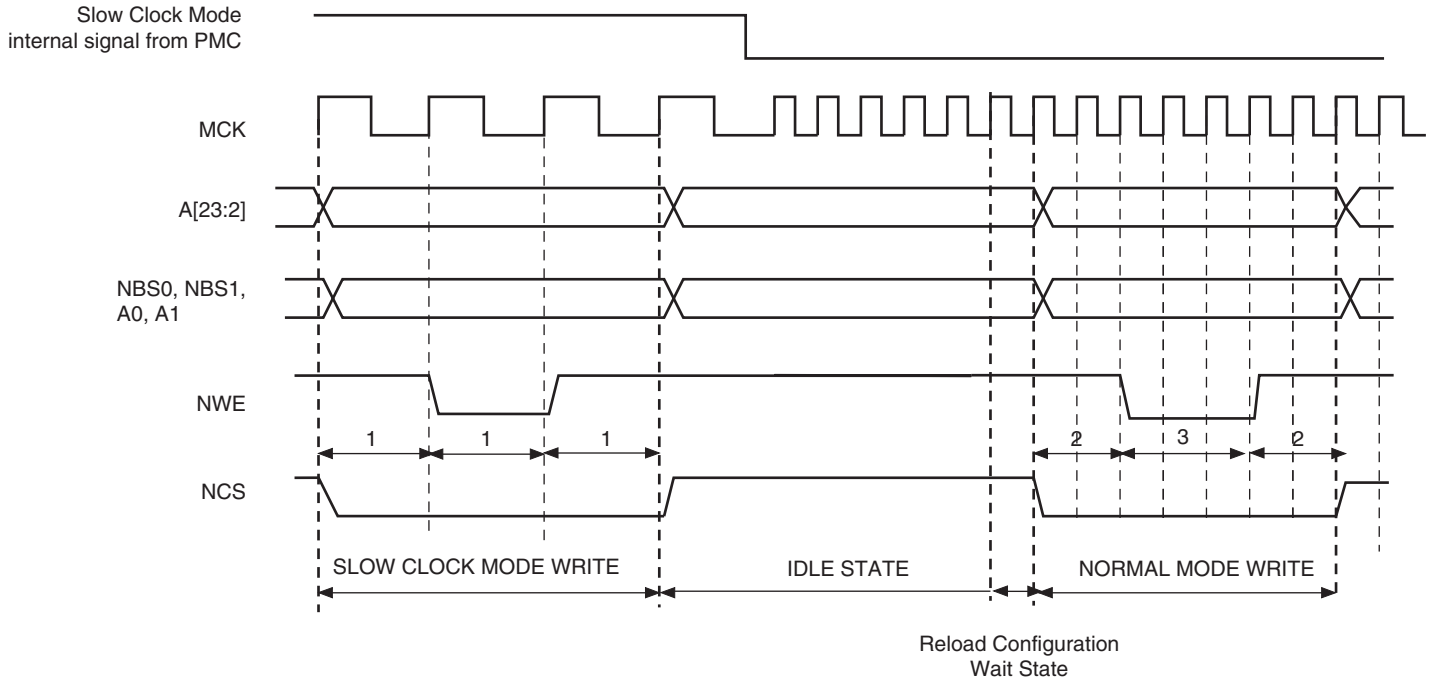 Slow Clock Mode
internal signal from PMC
MCK
A[23:2]
NBS0, NBS1,
A0, A1
NWE
1 1 1 2 3 2
NCS
SLOW CLOCK MODE WRITE IDLE STATE NORMAL MODE WRITE
Reload Configuration
Wait State